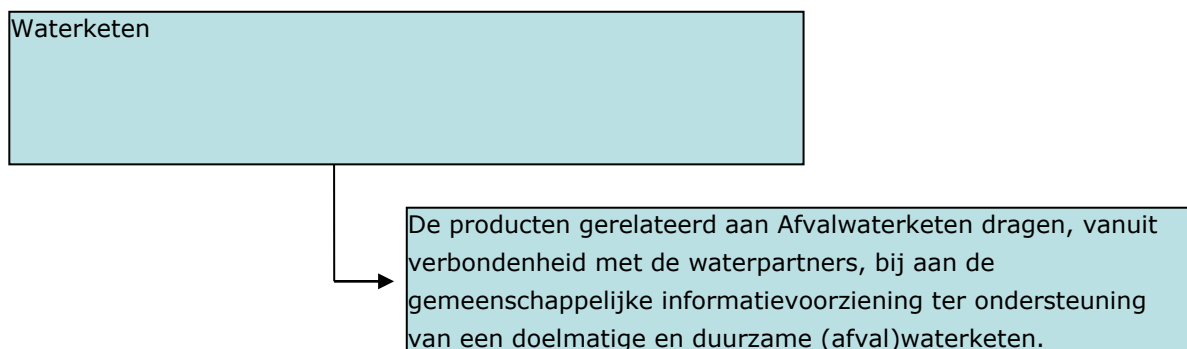 Waterketen
De producten gerelateerd aan Afvalwaterketen dragen, vanuit
verbondenheid met de waterpartners, bij aan de
gemeenschappelijke informatievoorziening ter ondersteuning
van een doelmatige en duurzame (afval)waterketen.